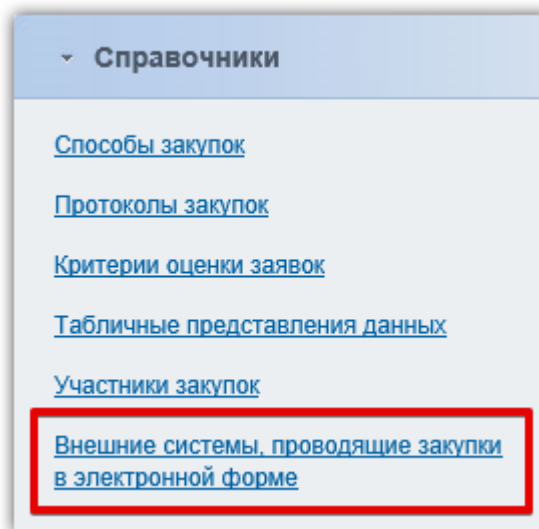 Справочники
Способы закупок
Протоколы закупок
Критерии оценки заявок
Табличные представления данных
Участники закупок
Внешние системы, проводящие закупки
в электронной форме